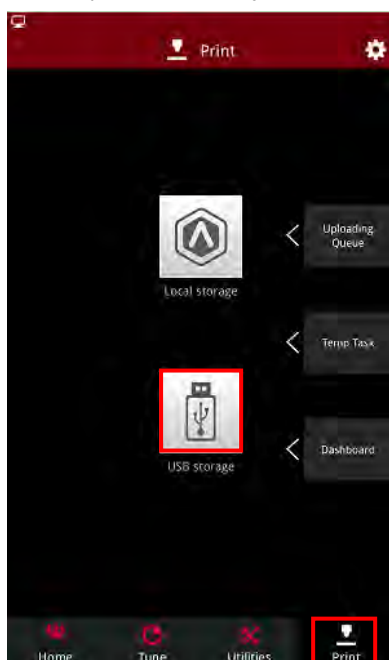 Print
Uploading
Queue
Local storage
Temp Task
USB storage
Dashboard
Home
Tune
Utilities
Print